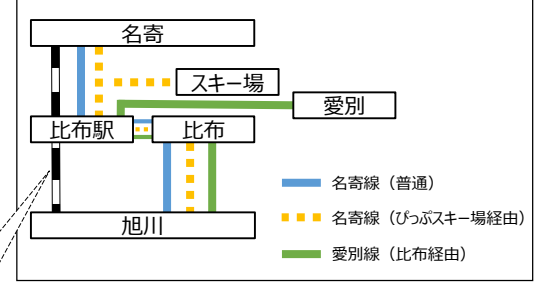 名寄
スキー場
愛別
比布駅
比布
旭川
名寄線（普通）
名寄線（ぴっぷスキー場経由）
愛別線（比布経由）